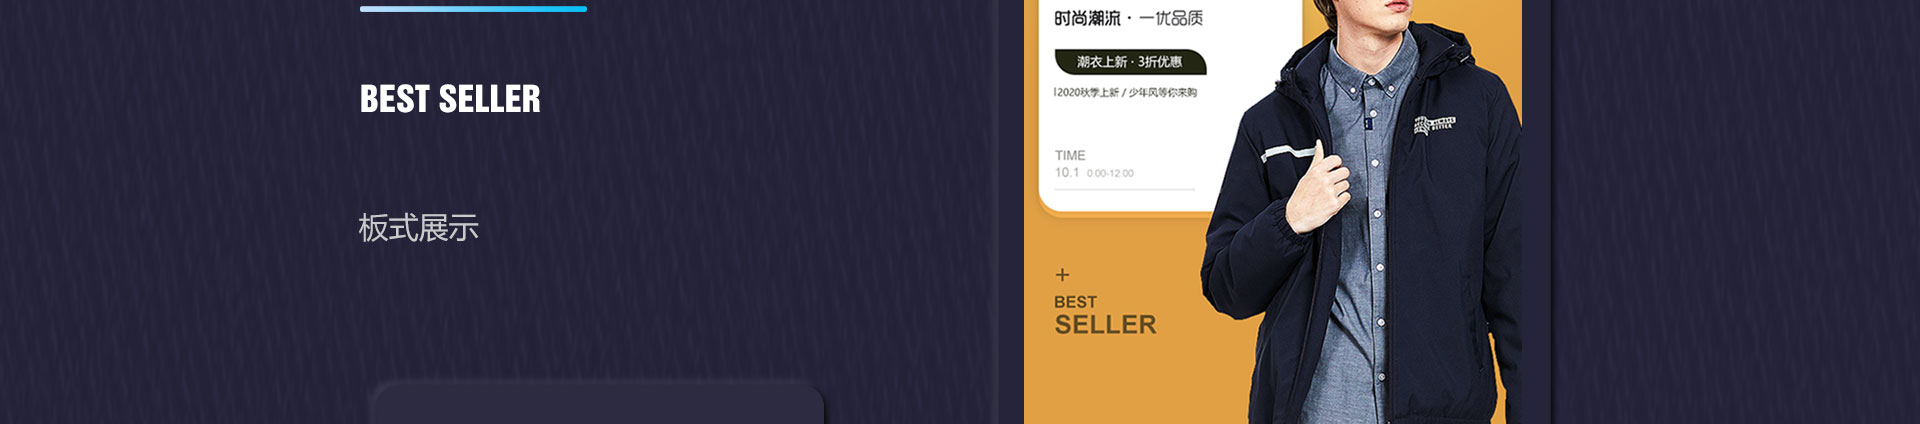 BEST SELLER
板式展示
时尚潮流·一优品质
潮衣上新·3折优惠
2020秋季上新 / 少年风等你来购
TIME
10.1 0.00-12.00
+
BEST
SELLER